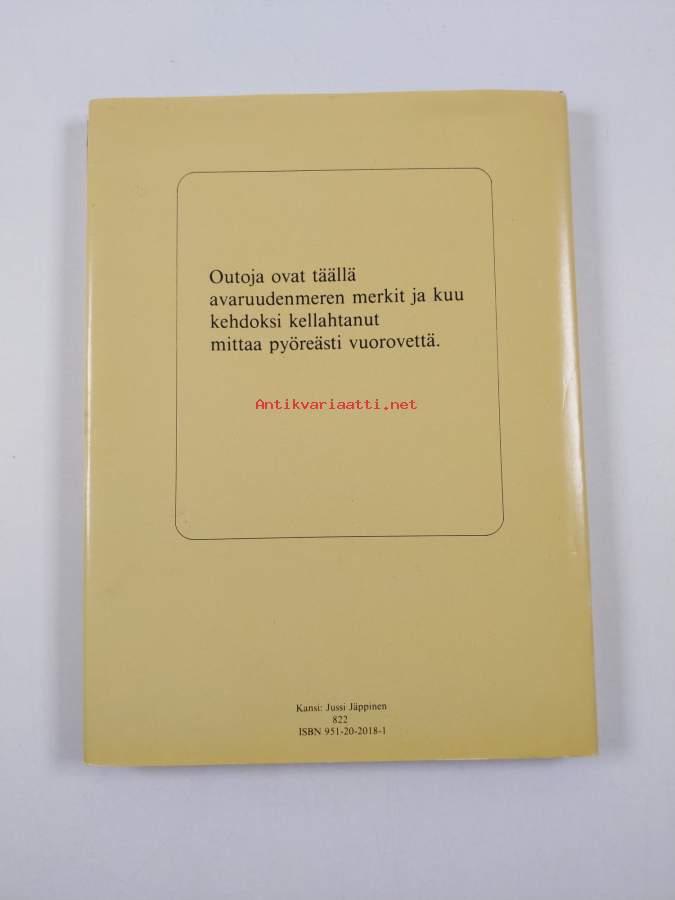 Outoja ovat täällä
avaruudenmeren merkit ja kuu
kehdoksi kellahtanut
mittaa pyöreästi vuorovettä.
Antikvariaatti.net
Kansi: Jussi Jäppinen
822
ISBN 951-20-2018-1